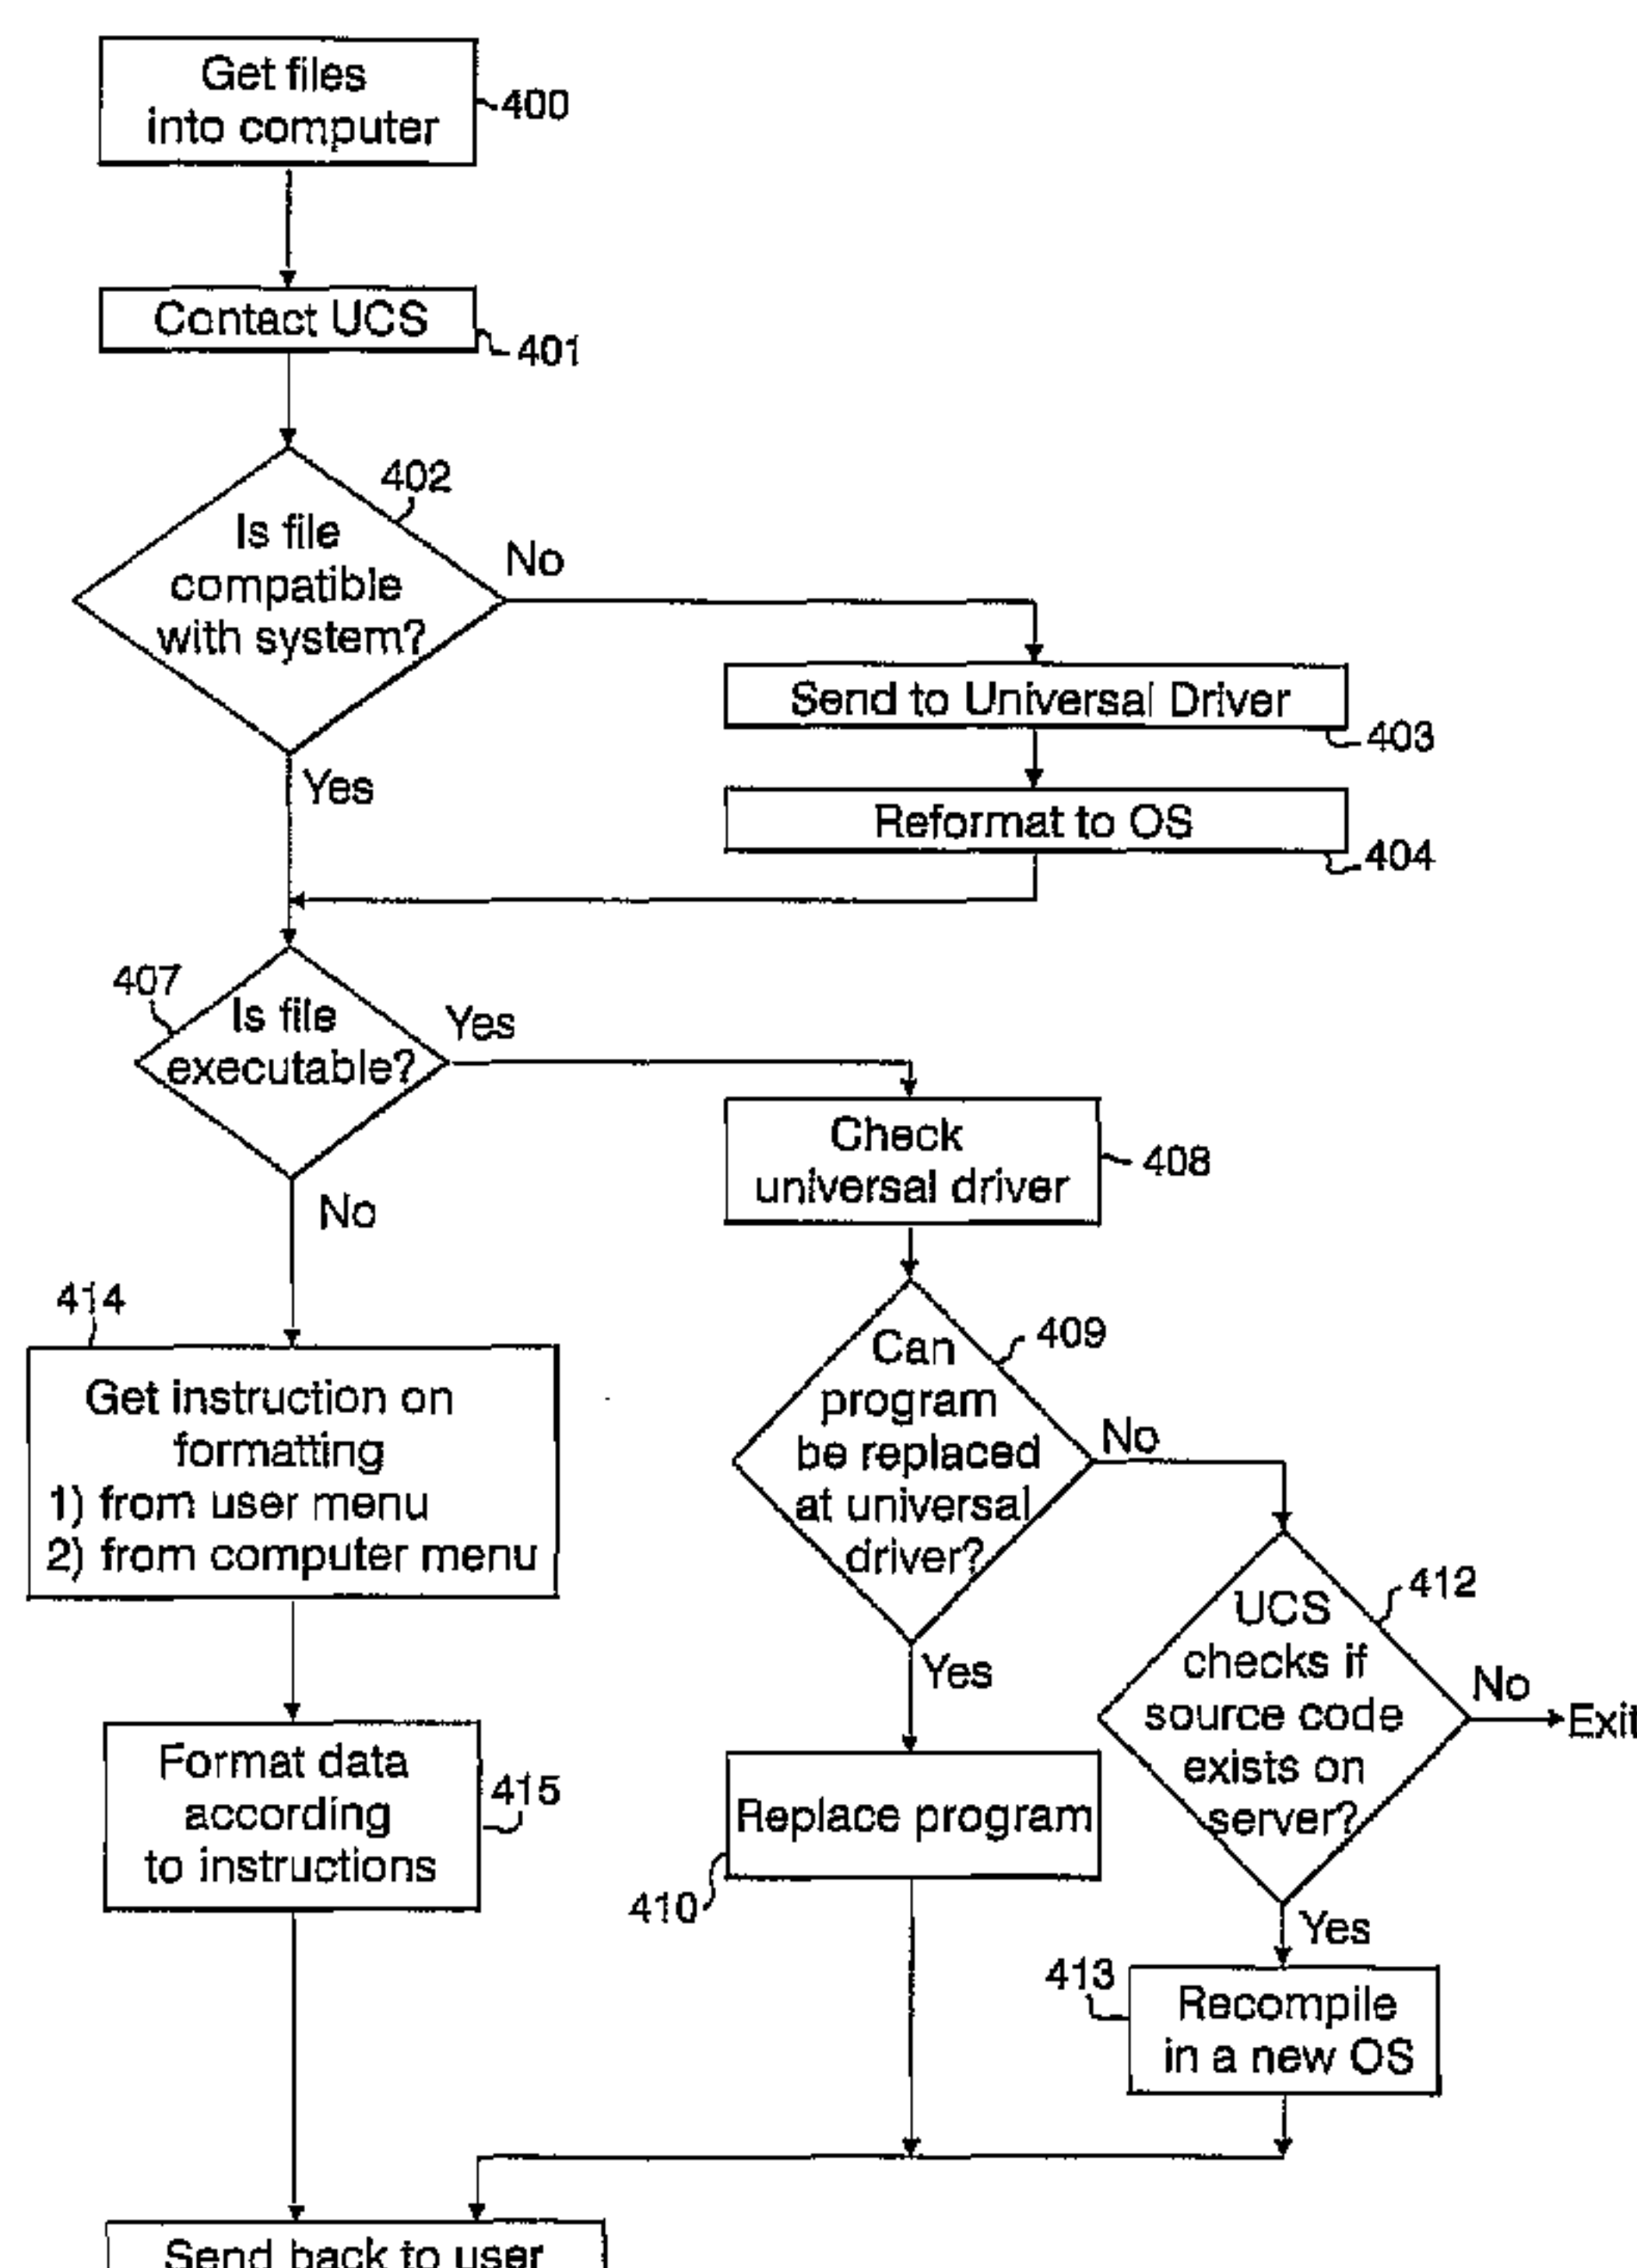 Get files
into computer
400
Contact UCS
401
402
Is file
compatible
with system?
No
Send to Universal Driver
403
Yes
Reformat to OS
404
407
Is file
executable?
Yes
Check
universal driver
408
No
414
Get instruction on
formatting
1) from user menu
2) from computer menu
409
Can
program
be replaced
at universal
driver?
No
412
UCS
checks if
source code
exists on
server?
No
Exit
Yes
Format data
according
to instructions
415
Replace program
410
Yes
413
Recompile
in a new OS
Send back to user